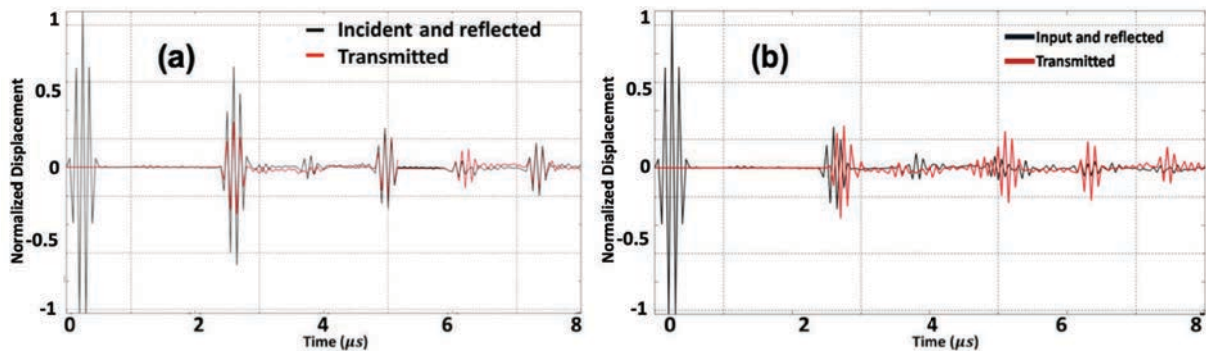 (a)
Incident and reflected
Transmitted
Normalized Displacement
1
0.5
0
-0.5
-1
0 2 4 6 8
Time (μs)
(b)
Input and reflected
Transmitted
Normalized Displacement
1
0.5
0
-0.5
-1
0 2 4 6 8
Time (μs)